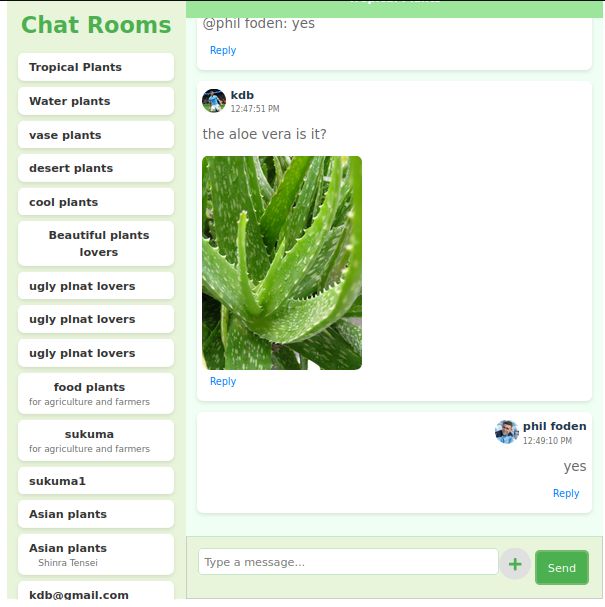 Chat Rooms
Tropical Plants
Water plants
vase plants
desert plants
cool plants
Beautiful plants
lovers
ugly plnat lovers
ugly plnat lovers
ugly plnat lovers
food plants
for agriculture and farmers
sukuma
for agriculture and farmers
sukuma1
Asian plants
Asian plants
Shinra Tensei
kdb@gmail.com
@phil foden: yes
Reply
kdb
12:47:51 PM
the aloe vera is it?
Reply
phil foden
12:49:10 PM
yes
Reply
Type a message...
+
Send